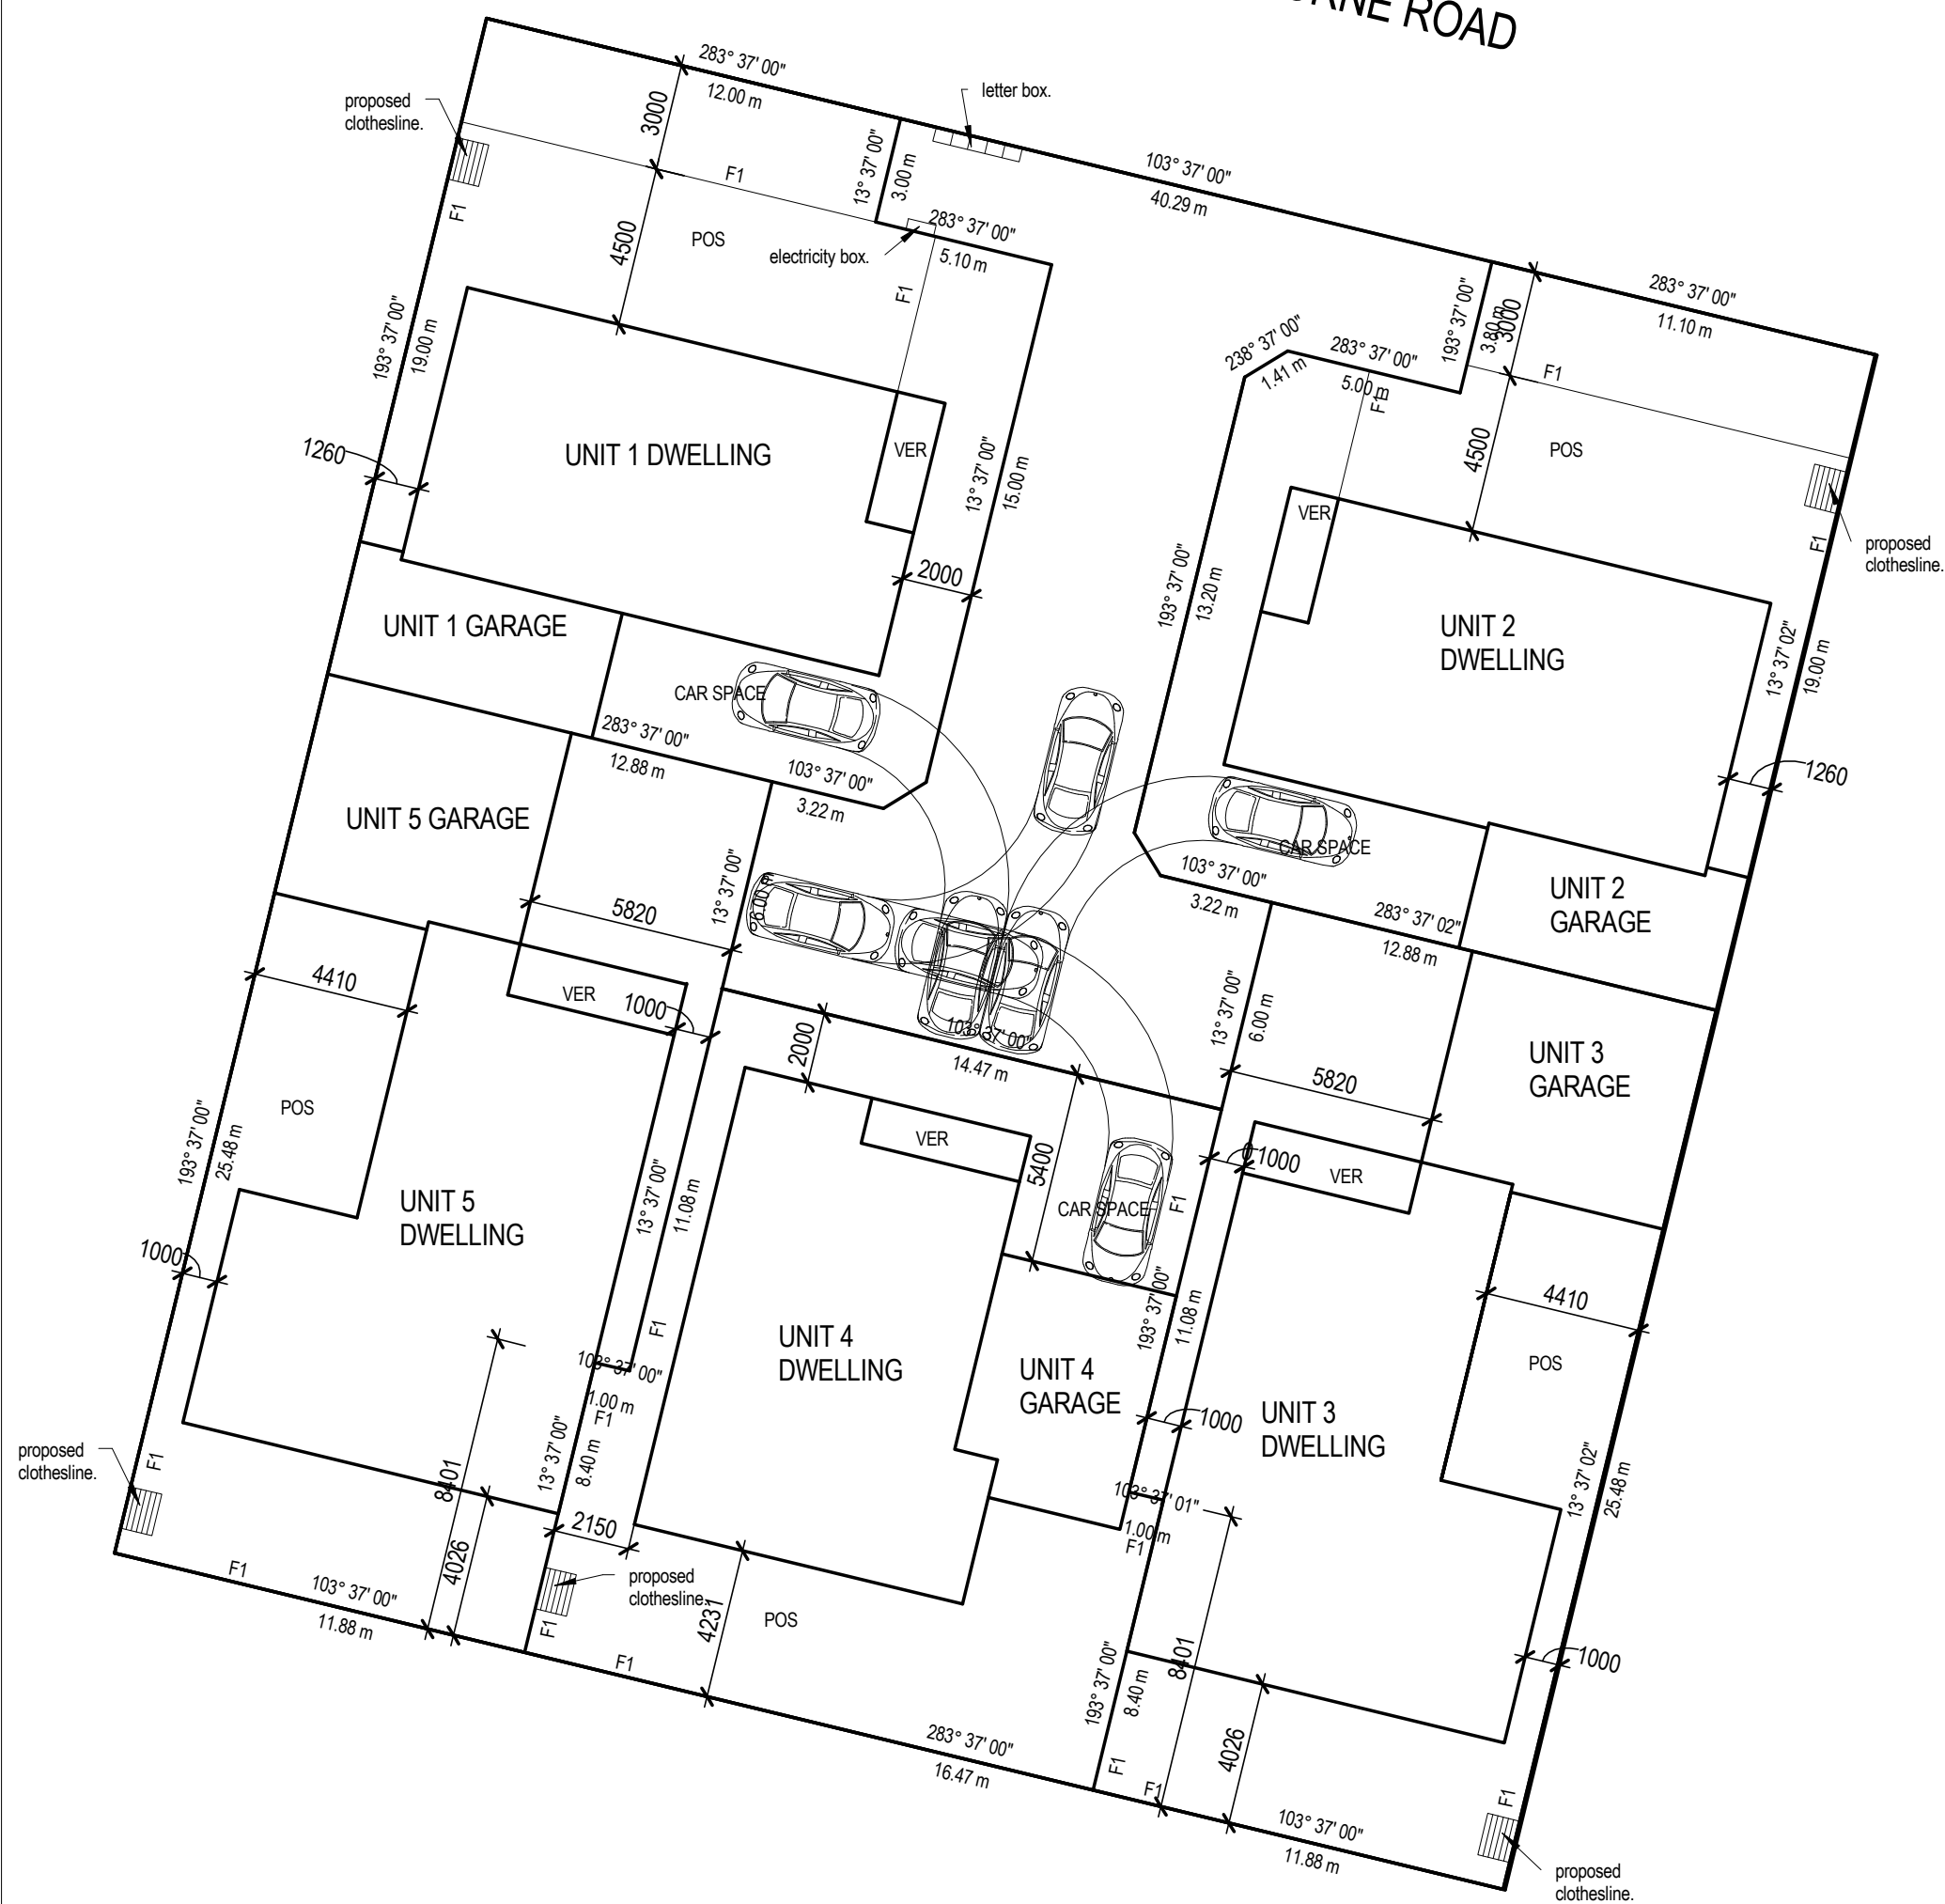 RNE ROAD
283° 37' 00"
12.00 m
letter box.
proposed
clothesline.
3000
13° 37' 00"
3.00 m
103° 37' 00"
40.29 m
F1
F1
283° 37' 00"
5.10 m
4500
POS
electricity box.
F1
283° 37' 00"
11.10 m
193° 37' 00"
3.80 m
3000
238° 37' 00"
1.41 m
283° 37' 00"
5.00 m
F1
F1
193° 37' 00"
19.00 m
4500
POS
1260
UNIT 1 DWELLING
VER
13° 37' 00"
15.00 m
VER
proposed
clothesline.
F1
2000
193° 37' 00"
13.20 m
UNIT 1 GARAGE
UNIT 2
DWELLING
13° 37' 02"
19.00 m
CAR SPACE
283° 37' 00"
12.88 m
103° 37' 00"
3.22 m
1260
UNIT 5 GARAGE
CAR SPACE
103° 37' 00"
3.22 m
283° 37' 02"
12.88 m
UNIT 2
GARAGE
5820
13° 37' 00"
6.00 m
4410
VER
1000
13° 37' 00"
6.00 m
UNIT 3
GARAGE
2000
103° 37' 00"
14.47 m
5820
POS
193° 37' 00"
25.48 m
VER
5400
0
1000
VER
UNIT 5
DWELLING
13° 37' 00"
11.08 m
CAR SPACE
F1
1000
193° 37' 00"
11.08 m
4410
F1
103° 37' 00"
1.00 m
F1
UNIT 4
DWELLING
UNIT 4
GARAGE
POS
1000
UNIT 3
DWELLING
proposed
clothesline.
F1
8401
13° 37' 00"
8.40 m
103° 37' 01"
1.00 m
F1
13° 37' 02"
25.48 m
2150
4026
F1
103° 37' 00"
11.88 m
proposed
clothesline.
F1
4231
POS
F1
193° 37' 00"
8.40 m
8401
1000
283° 37' 00"
16.47 m
4026
F1
F1
F1
103° 37' 00"
11.88 m
proposed
clothesline.